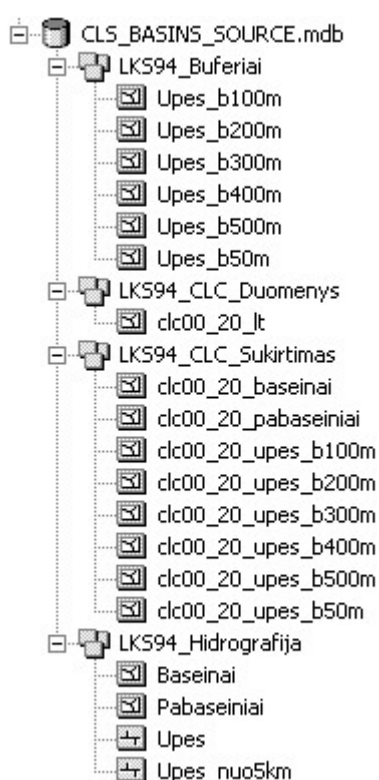 CLS_BASINS_SOURCE.mdb
LKS94_Buferiai
Upes_b100m
Upes_b200m
Upes_b300m
Upes_b400m
Upes_b500m
Upes_b50m
LKS94_CLC_Duomenys
clc00_20_lt
LKS94_CLC_Sukirtimas
clc00_20_baseinai
clc00_20_pabaseiniai
clc00_20_upes_b100m
clc00_20_upes_b200m
clc00_20_upes_b300m
clc00_20_upes_b400m
clc00_20_upes_b500m
clc00_20_upes_b50m
LKS94_Hidrografija
Baseinai
Pabaseiniai
Upes
Upes_nuo5km